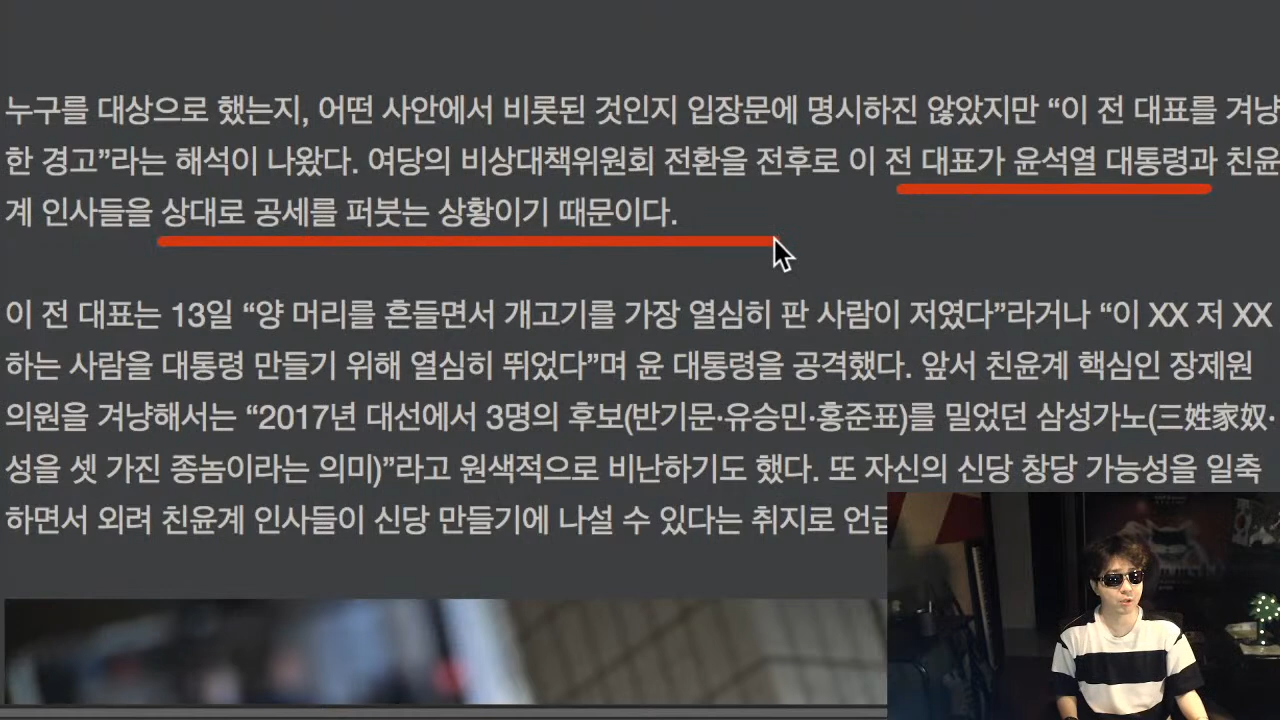 누구를 대상으로 했는지, 어떤 사안에서 비롯된 것인지 입장문에 명시하진 않았지만 “이 전 대표를 겨냥
한 경고”라는 해석이 나왔다. 여당의 비상대책위원회 전환을 전후로 이 전 대표가 윤석열 대통령과 친윤
계 인사들을 상대로 공세를 퍼붓는 상황이기 때문이다.
이 전 대표는 13일 “양 머리를 흔들면서 개고기를 가장 열심히 판 사람이 저였다”라거나 “이 XX 저 XX
하는 사람을 대통령 만들기 위해 열심히 뛰었다”며 윤 대통령을 공격했다. 앞서 친윤계 핵심인 장제원
의원을 겨냥해서는 “2017년 대선에서 3명의 후보(반기문·유승민·홍준표)를 밀었던 삼성가노(三姓家奴·
성을 셋 가진 종놈이라는 의미)”라고 원색적으로 비난하기도 했다. 또 자신의 신당 창당 가능성을 일축
하면서 외려 친윤계 인사들이 신당 만들기에 나설 수 있다는 취지로 언급